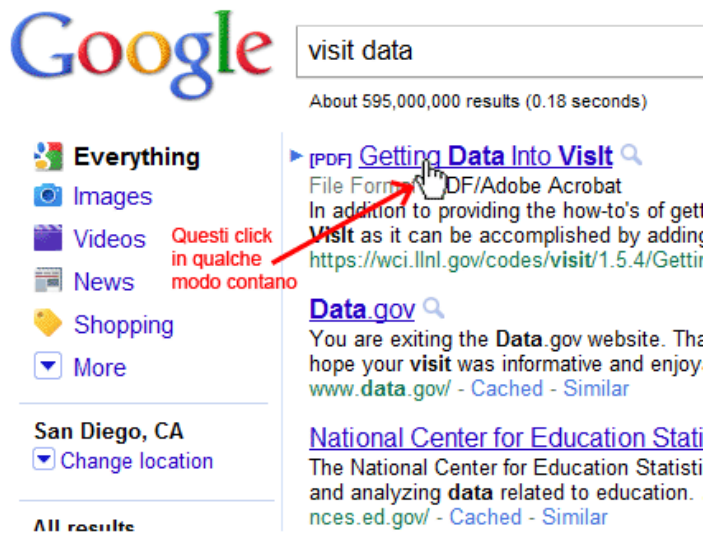 Google
visit data
About 595,000,000 results (0.18 seconds)
Everything
Images
Videos
News
Shopping
More
San Diego, CA
Change location
All results
Questi click
in qualche
modo contano
[PDF] Getting Data Into VisIt
File Form DF/Adobe Acrobat
In addition to providing the how-to's of gett
VisIt as it can be accomplished by adding
https://wci.llnl.gov/codes/visit/1.5.4/Gettin
Data.gov
You are exiting the Data.gov website. Tha
hope your visit was informative and enjoy
www.data.gov/ - Cached - Similar
National Center for Education Stati
The National Center for Education Statisti
and analyzing data related to education.
nces.ed.gov/ - Cached - Similar